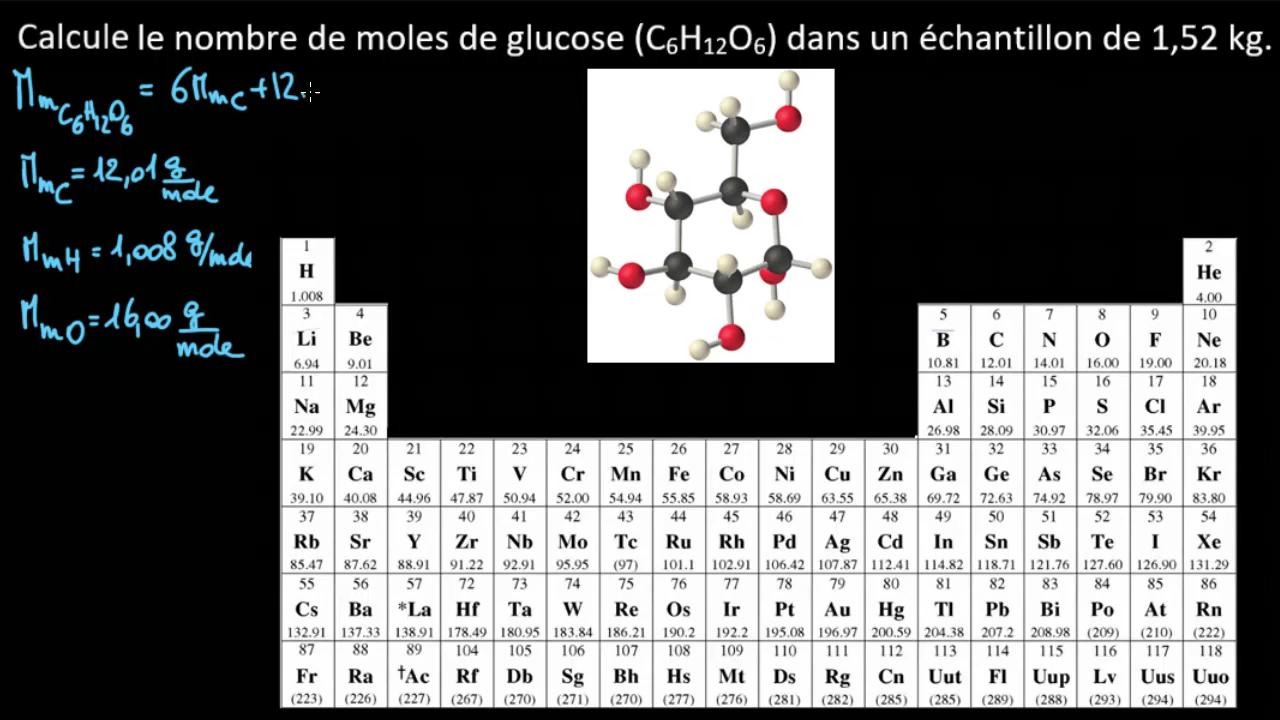 Calcule le nombre de moles de glucose (C₆H₁₂O₆) dans un échantillon de 1,52 kg.
Mm C₆H₁₂O₆ = 6MmC + 12
MmC = 12,01 g/mole
MmH = 1,008 g/mole
MmO = 16,00 g/mole
1 2
H He
1.008 4.00
3 4 5 6 7 8 9 10
Li Be B C N O F Ne
6.94 9.01 10.81 12.01 14.01 16.00 19.00 20.18
11 12 13 14 15 16 17 18
Na Mg Al Si P S Cl Ar
22.99 24.30 26.98 28.09 30.97 32.06 35.45 39.95
19 20 21 22 23 24 25 26 27 28 29 30 31 32 33 34 35 36
K Ca Sc Ti V Cr Mn Fe Co Ni Cu Zn Ga Ge As Se Br Kr
39.10 40.08 44.96 47.87 50.94 52.00 54.94 55.85 58.93 58.69 63.55 65.38 69.72 72.63 74.92 78.97 79.90 83.80
37 38 39 40 41 42 43 44 45 46 47 48 49 50 51 52 53 54
Rb Sr Y Zr Nb Mo Tc Ru Rh Pd Ag Cd In Sn Sb Te I Xe
85.47 87.62 88.91 91.22 92.91 95.95 (97) 101.1 102.91 106.42 107.87 112.41 114.82 118.71 121.76 127.60 126.90 131.29
55 56 57 72 73 74 75 76 77 78 79 80 81 82 83 84 85 86
Cs Ba *La Hf Ta W Re Os Ir Pt Au Hg Tl Pb Bi Po At Rn
132.91 137.33 138.91 178.49 180.95 183.84 186.21 190.2 192.2 195.08 196.97 200.59 204.38 207.2 208.98 (209) (210) (222)
87 88 89 104 105 106 107 108 109 110 111 112 113 114 115 116 117 118
Fr Ra †Ac Rf Db Sg Bh Hs Mt Ds Rg Cn Uut Fl Uup Lv Uus Uuo
(223) (226) (227) (267) (270) (271) (270) (277) (276) (281) (282) (285) (285) (289) (288) (293) (294) (294)